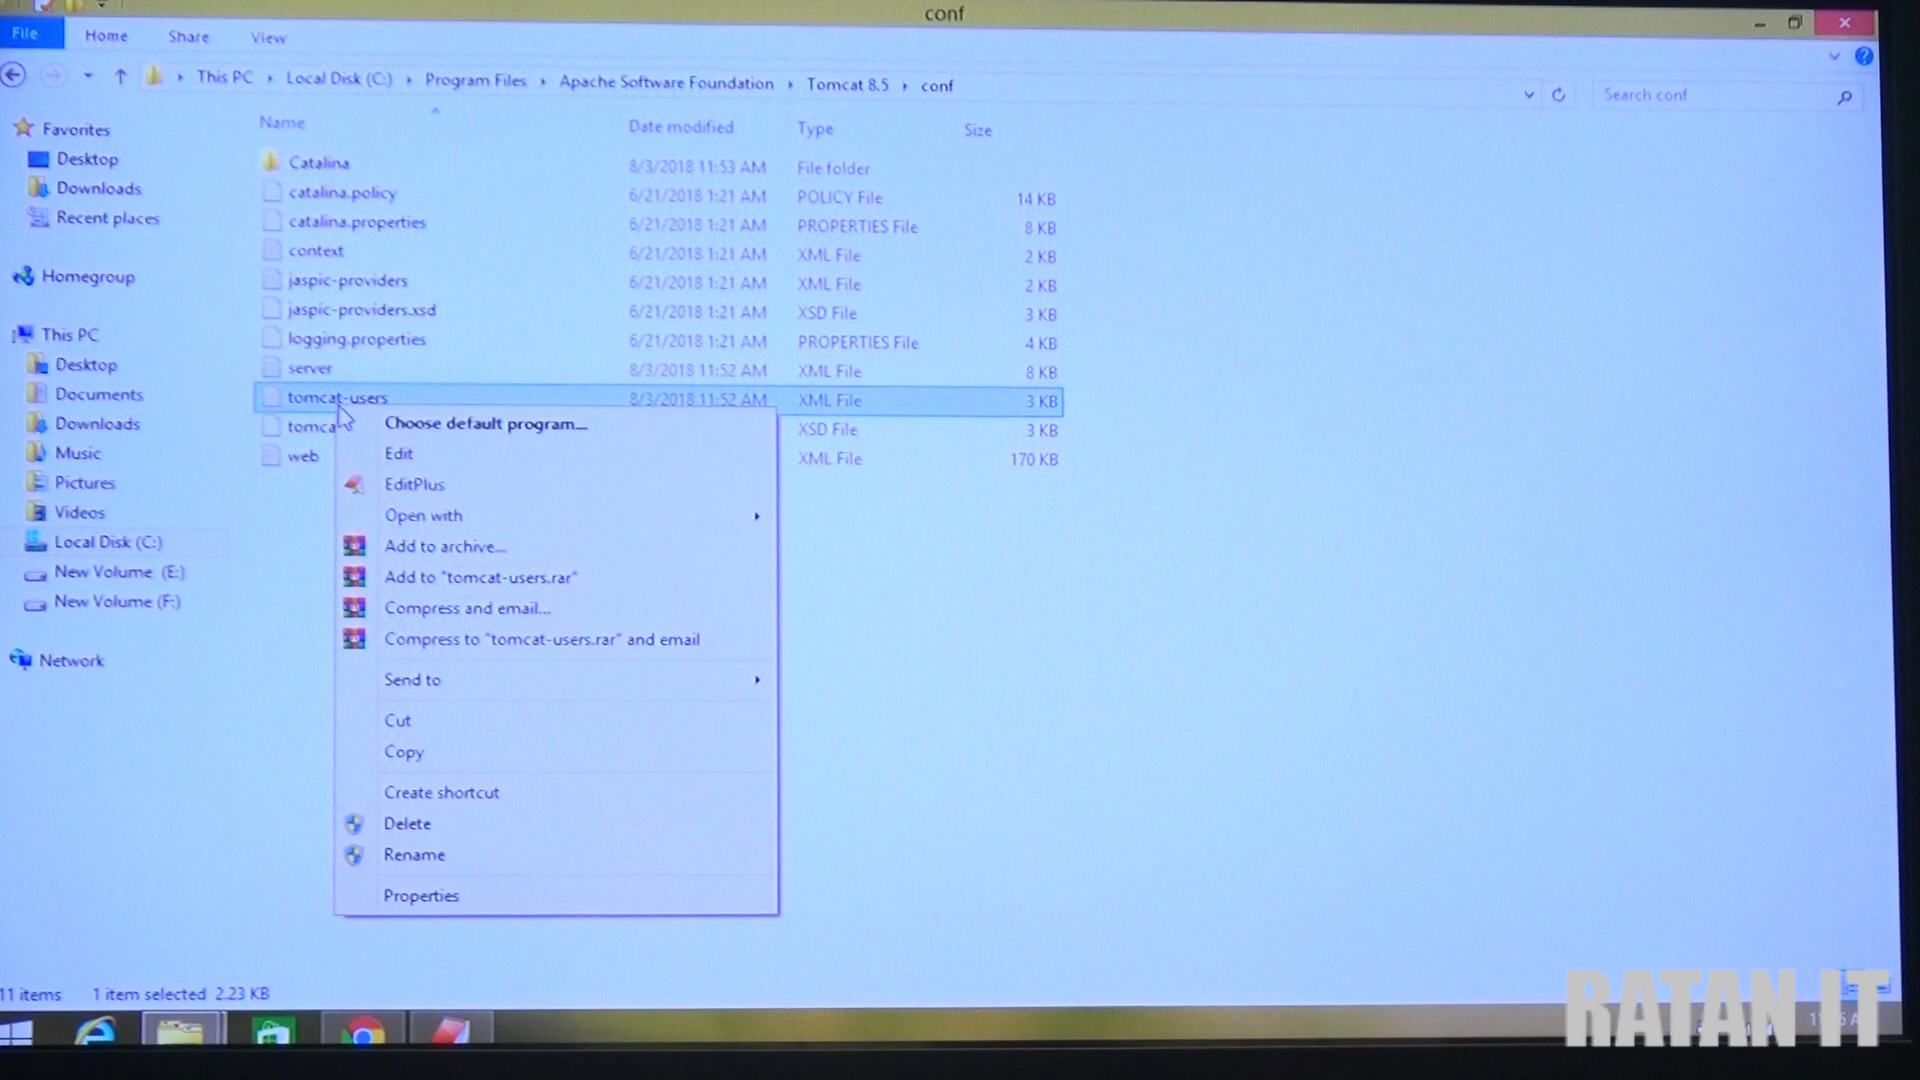 conf
File Home Share View
This PC Local Disk (C:) Program Files Apache Software Foundation Tomcat 8.5 conf Search conf
Favorites
Desktop
Downloads
Recent places
Homegroup
This PC
Desktop
Documents
Downloads
Music
Pictures
Videos
Local Disk (C:)
New Volume (E:)
New Volume (F:)
Network
Name Date modified Type Size
Catalina 8/3/2018 11:53 AM File folder
catalina.policy 6/21/2018 1:21 AM POLICY File 14 KB
catalina.properties 6/21/2018 1:21 AM PROPERTIES File 8 KB
context 6/21/2018 1:21 AM XML File 2 KB
jaspic-providers 6/21/2018 1:21 AM XML File 2 KB
jaspic-providers.xsd 6/21/2018 1:21 AM XSD File 3 KB
logging.properties 6/21/2018 1:21 AM PROPERTIES File 4 KB
server 8/3/2018 11:52 AM XML File 8 KB
tomcat-users 8/3/2018 11:52 AM XML File 3 KB
tomca XSD File 3 KB
web XML File 170 KB
Choose default program...
Edit
EditPlus
Open with
Add to archive...
Add to "tomcat-users.rar"
Compress and email...
Compress to "tomcat-users.rar" and email
Send to
Cut
Copy
Create shortcut
Delete
Rename
Properties
11 items 1 item selected 2.23 KB
RATAN IT